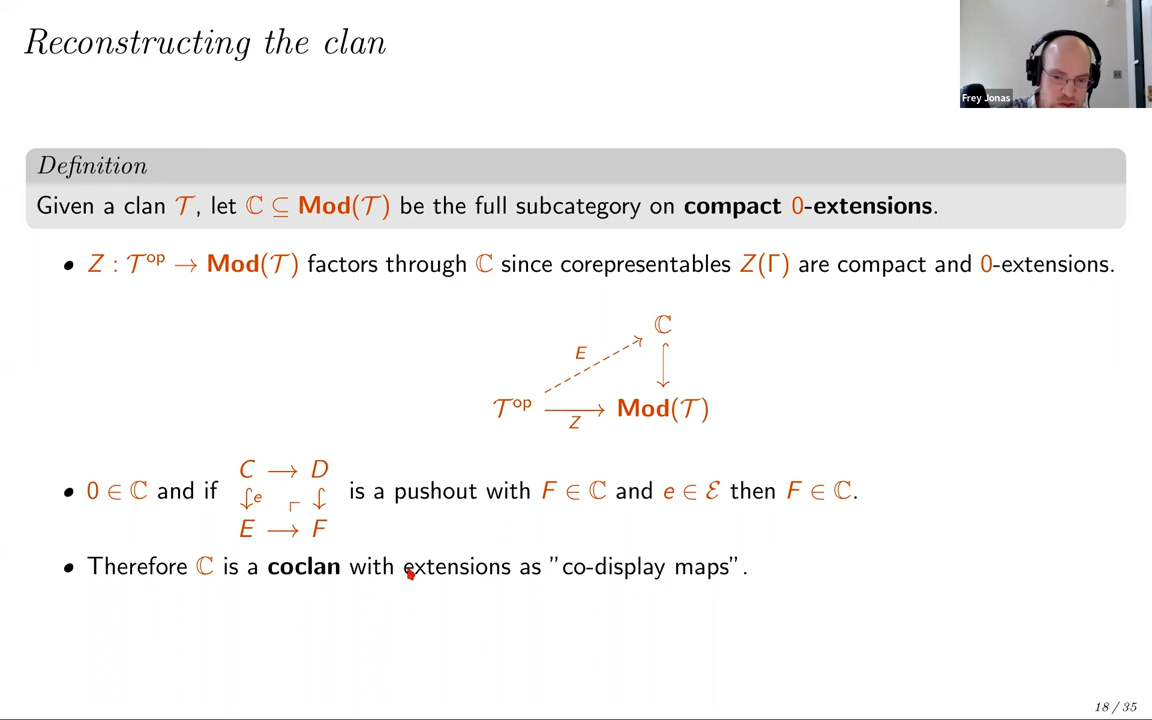 Reconstructing the clan
Frey Jonas
Definition
Given a clan 𝒯, let ℂ ⊆ Mod(𝒯) be the full subcategory on compact 0-extensions.
• Z : 𝒯^op → Mod(𝒯) factors through ℂ since corepresentables Z(Γ) are compact and 0-extensions.
ℂ
E
𝒯^op → Mod(𝒯)
Z
C → D
• 0 ∈ ℂ and if e ⌜ is a pushout with F ∈ ℂ and e ∈ ℰ then F ∈ ℂ.
E → F
• Therefore ℂ is a coclan with extensions as "co-display maps".
18 / 35